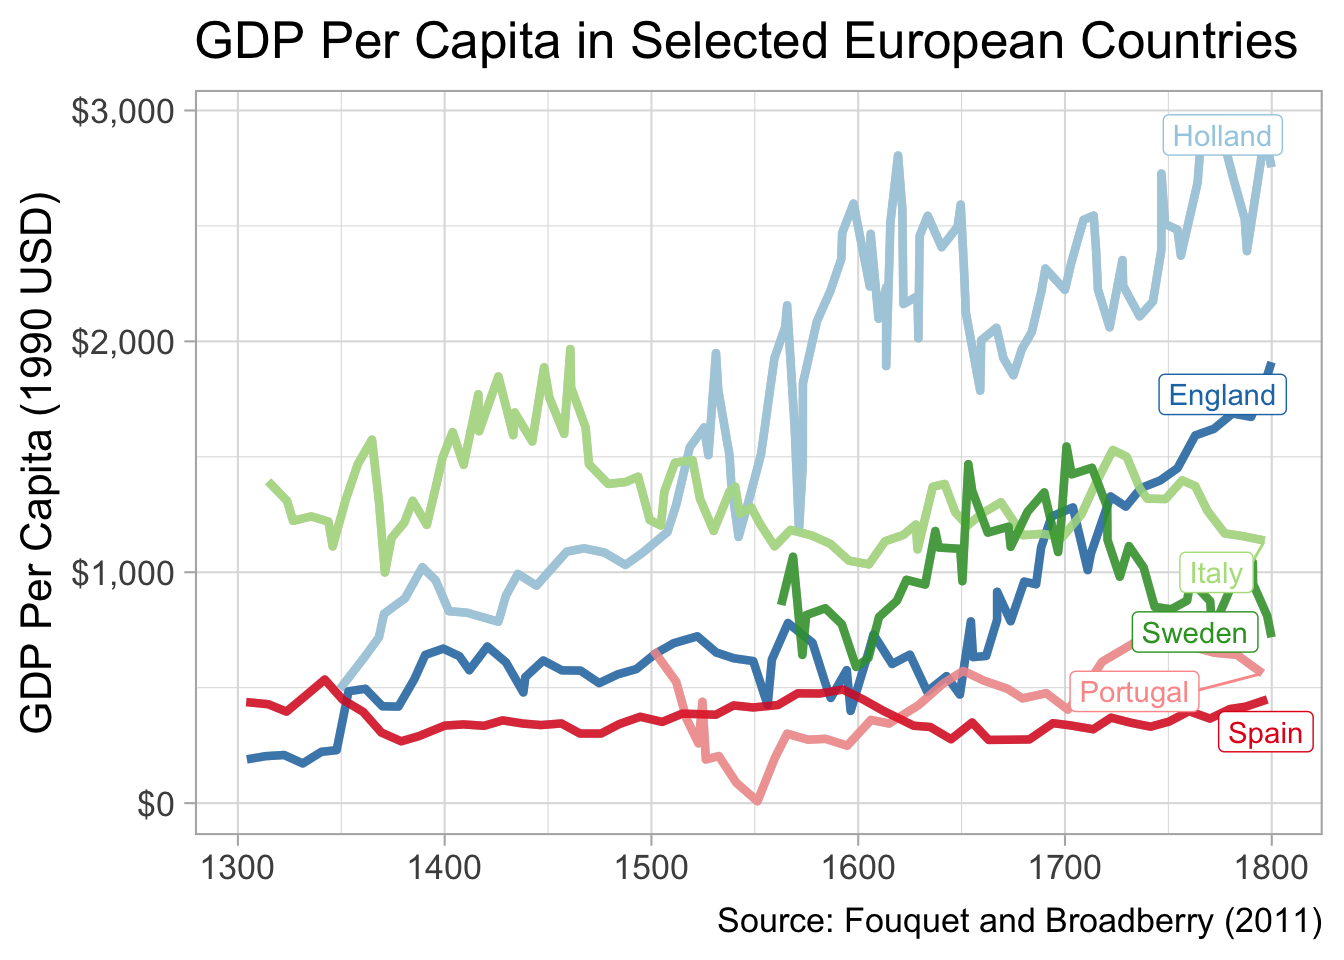 GDP Per Capita in Selected European Countries
GDP Per Capita (1990 USD)
$3,000
$2,000
$1,000
$0
Holland
England
Italy
Sweden
Portugal
Spain
1300 1400 1500 1600 1700 1800
Source: Fouquet and Broadberry (2011)